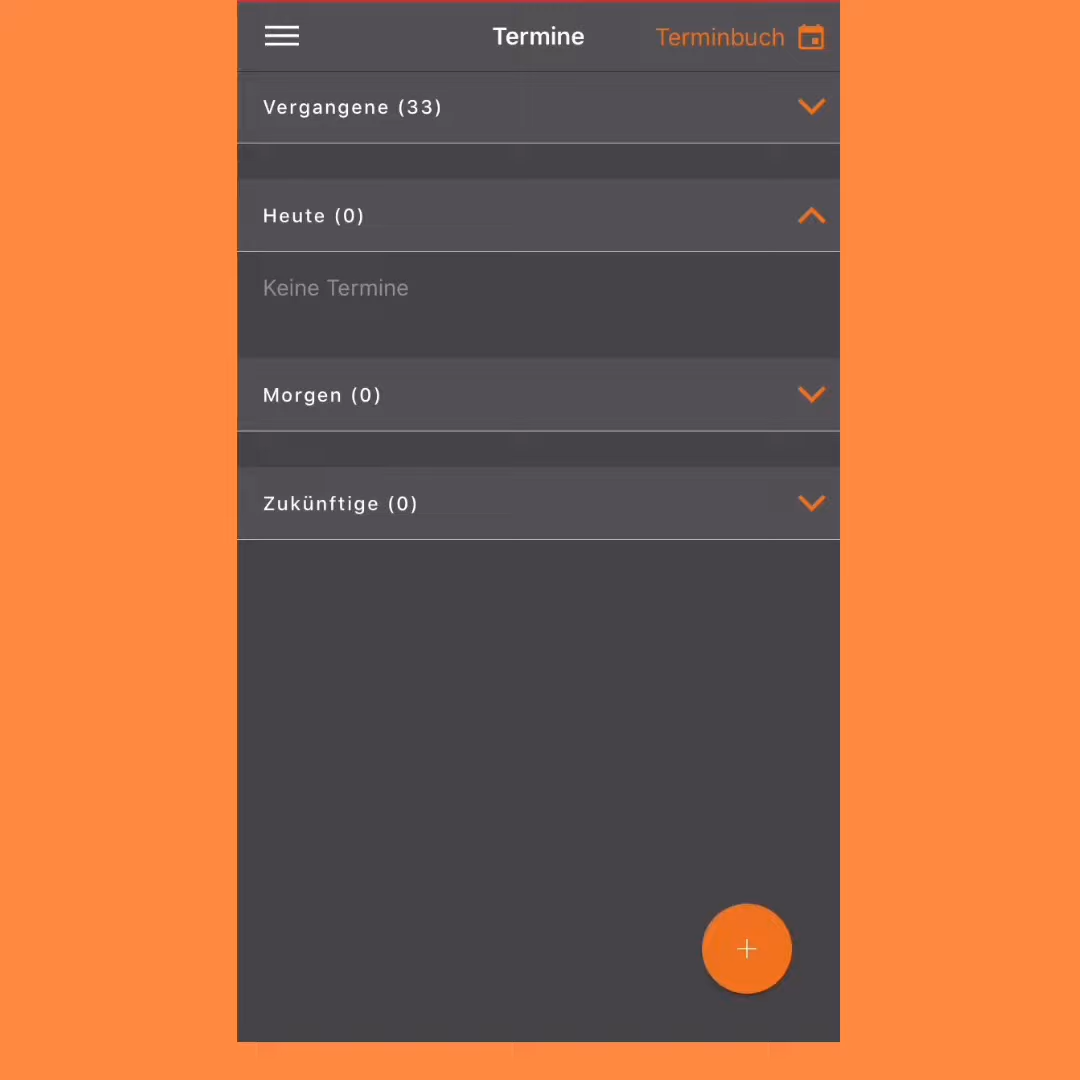 Termine
Terminbuch
Vergangene (33)
Heute (0)
Keine Termine
Morgen (0)
Zukünftige (0)
+